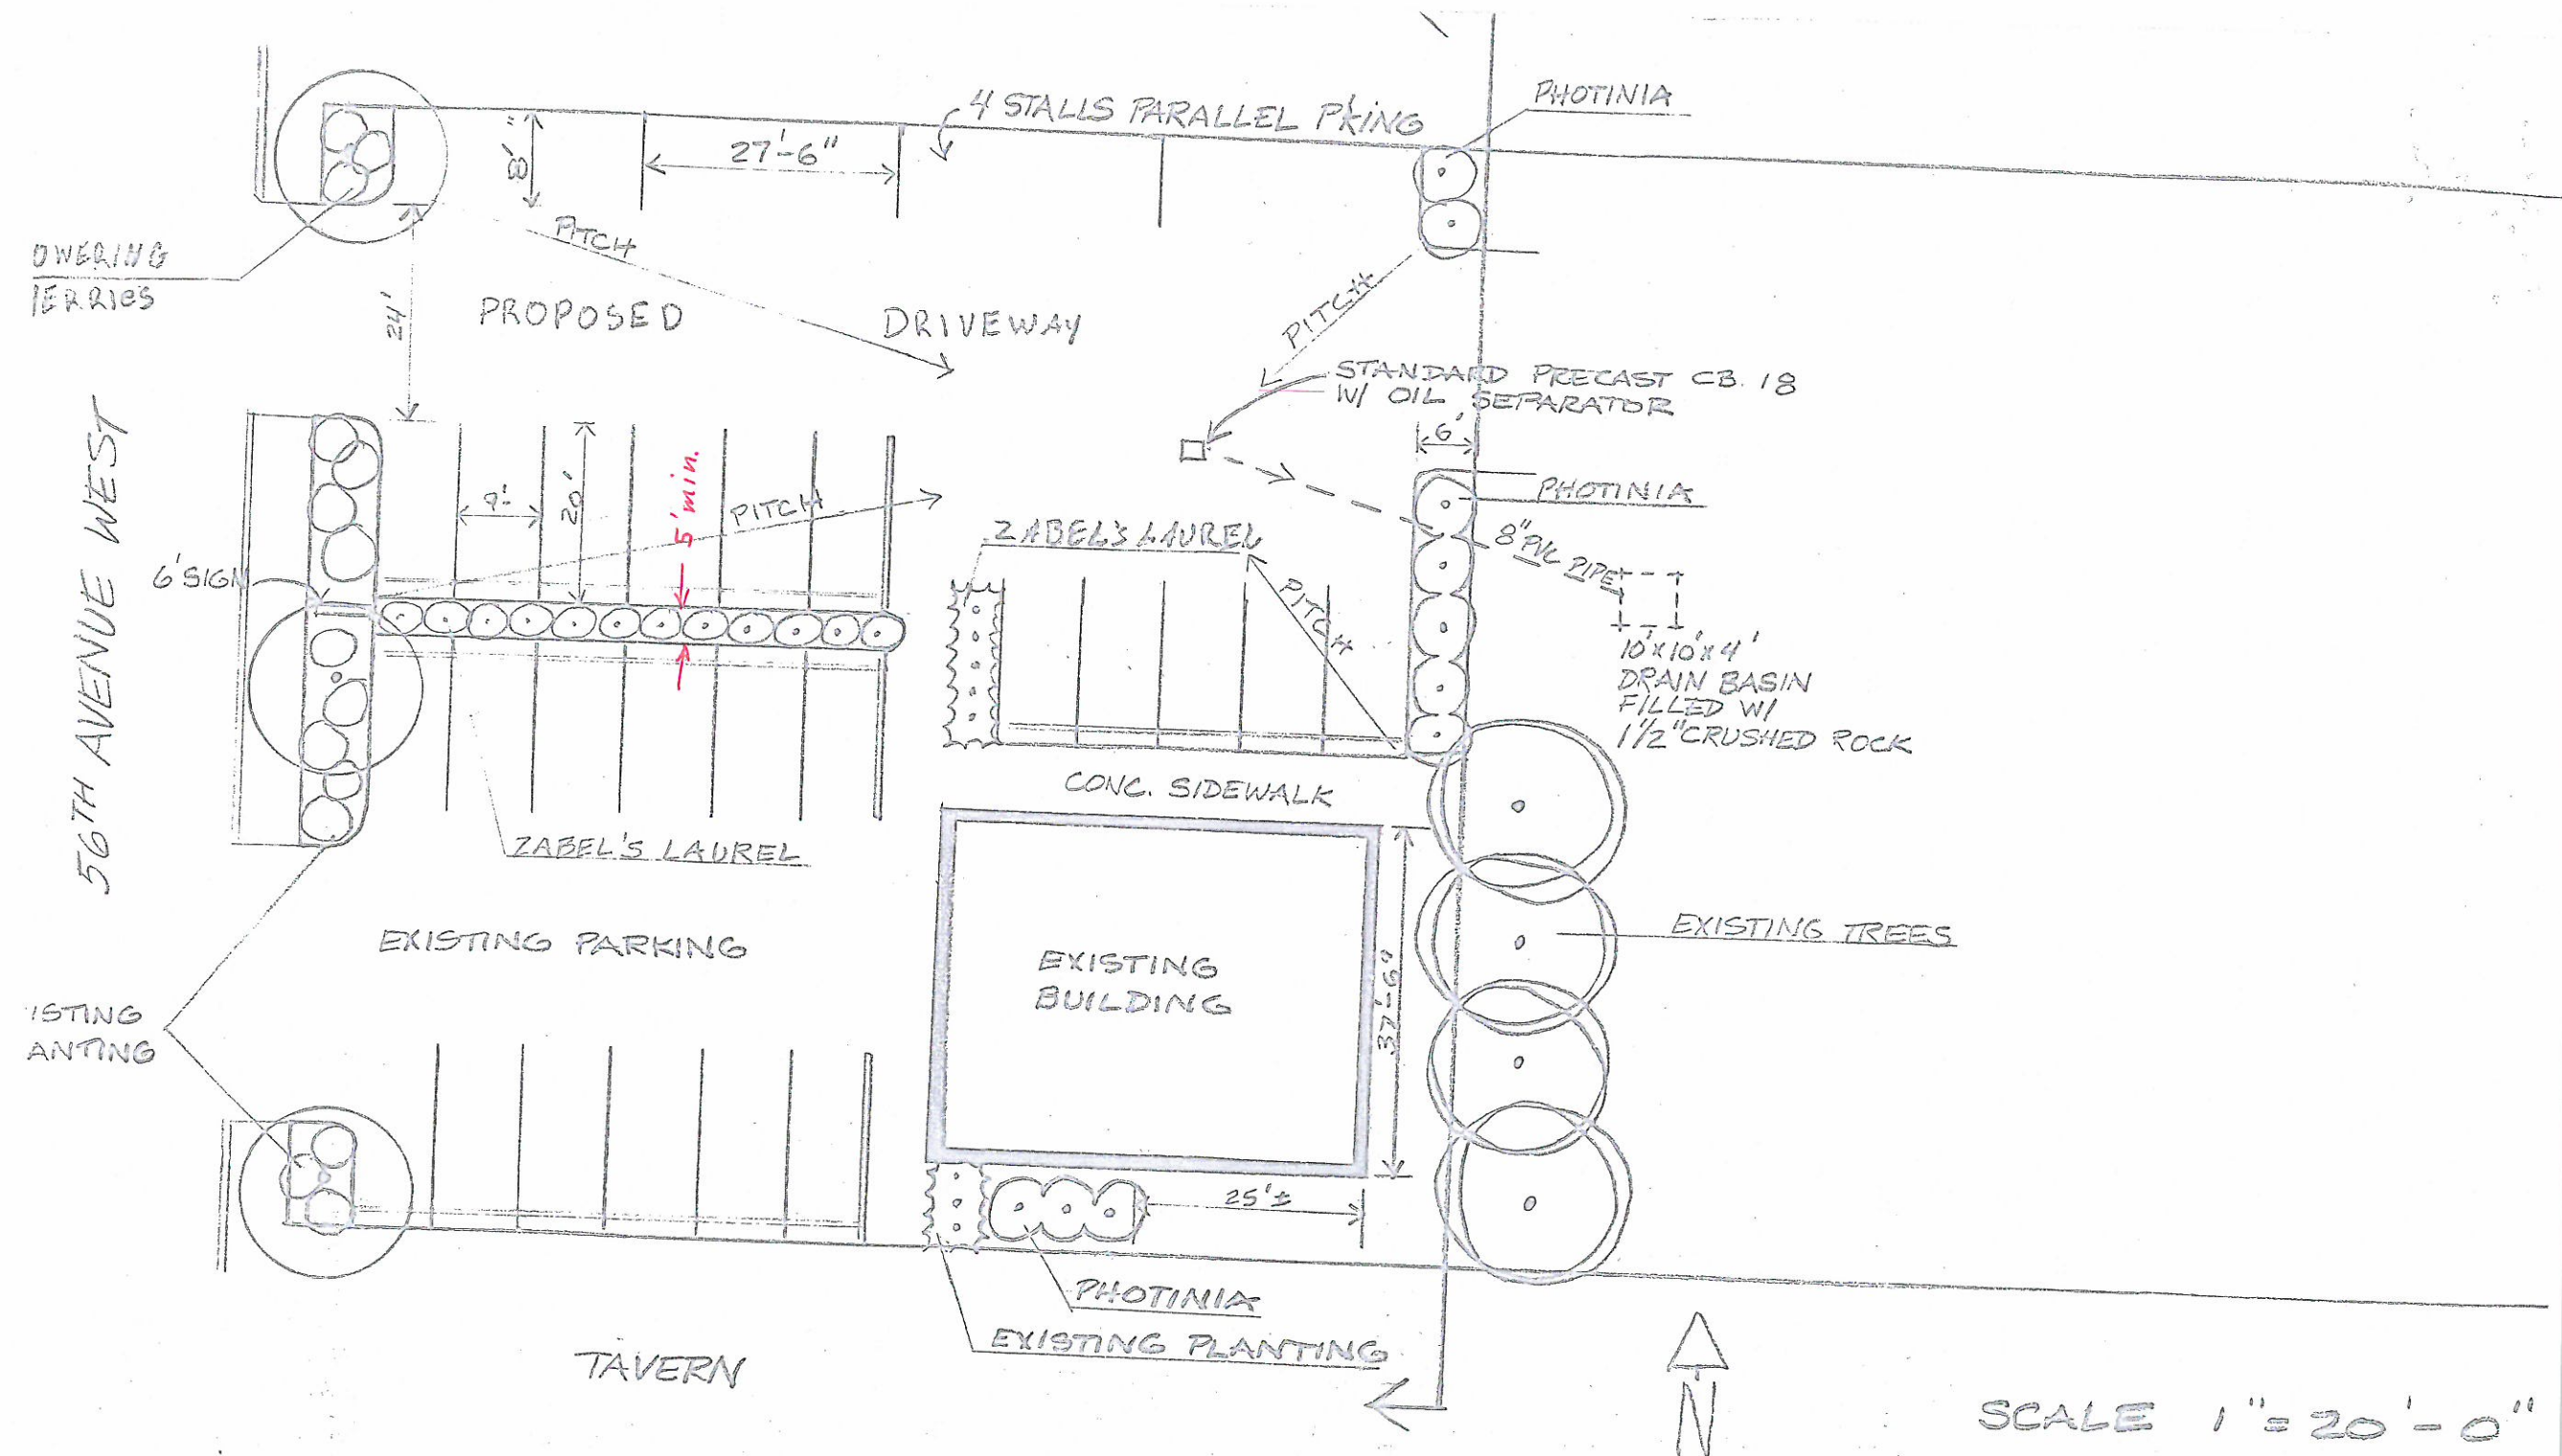 PHOTINIA
4 STALLS PARALLEL PKING
8'
27'-6"
PITCH
OWERING
IERRIES
24'
PROPOSED DRIVEWAY
PITCH
STANDARD PRECAST CB. 18
W/ OIL SEPARATOR
6'
56TH AVENUE WEST
9'
20'
5' min.
PITCH
PHOTINIA
ZABEL'S LAUREL
8" PVC PIPE
6' SIGN
PITCH
10'x10'x4'
DRAIN BASIN
FILLED W/
1 1/2" CRUSHED ROCK
CONC. SIDEWALK
ZABEL'S LAUREL
EXISTING PARKING
EXISTING
BUILDING
37'-6"
EXISTING TREES
ISTING
ANTING
25'±
PHOTINIA
EXISTING PLANTING
TAVERN
N
SCALE 1"=20'-0"